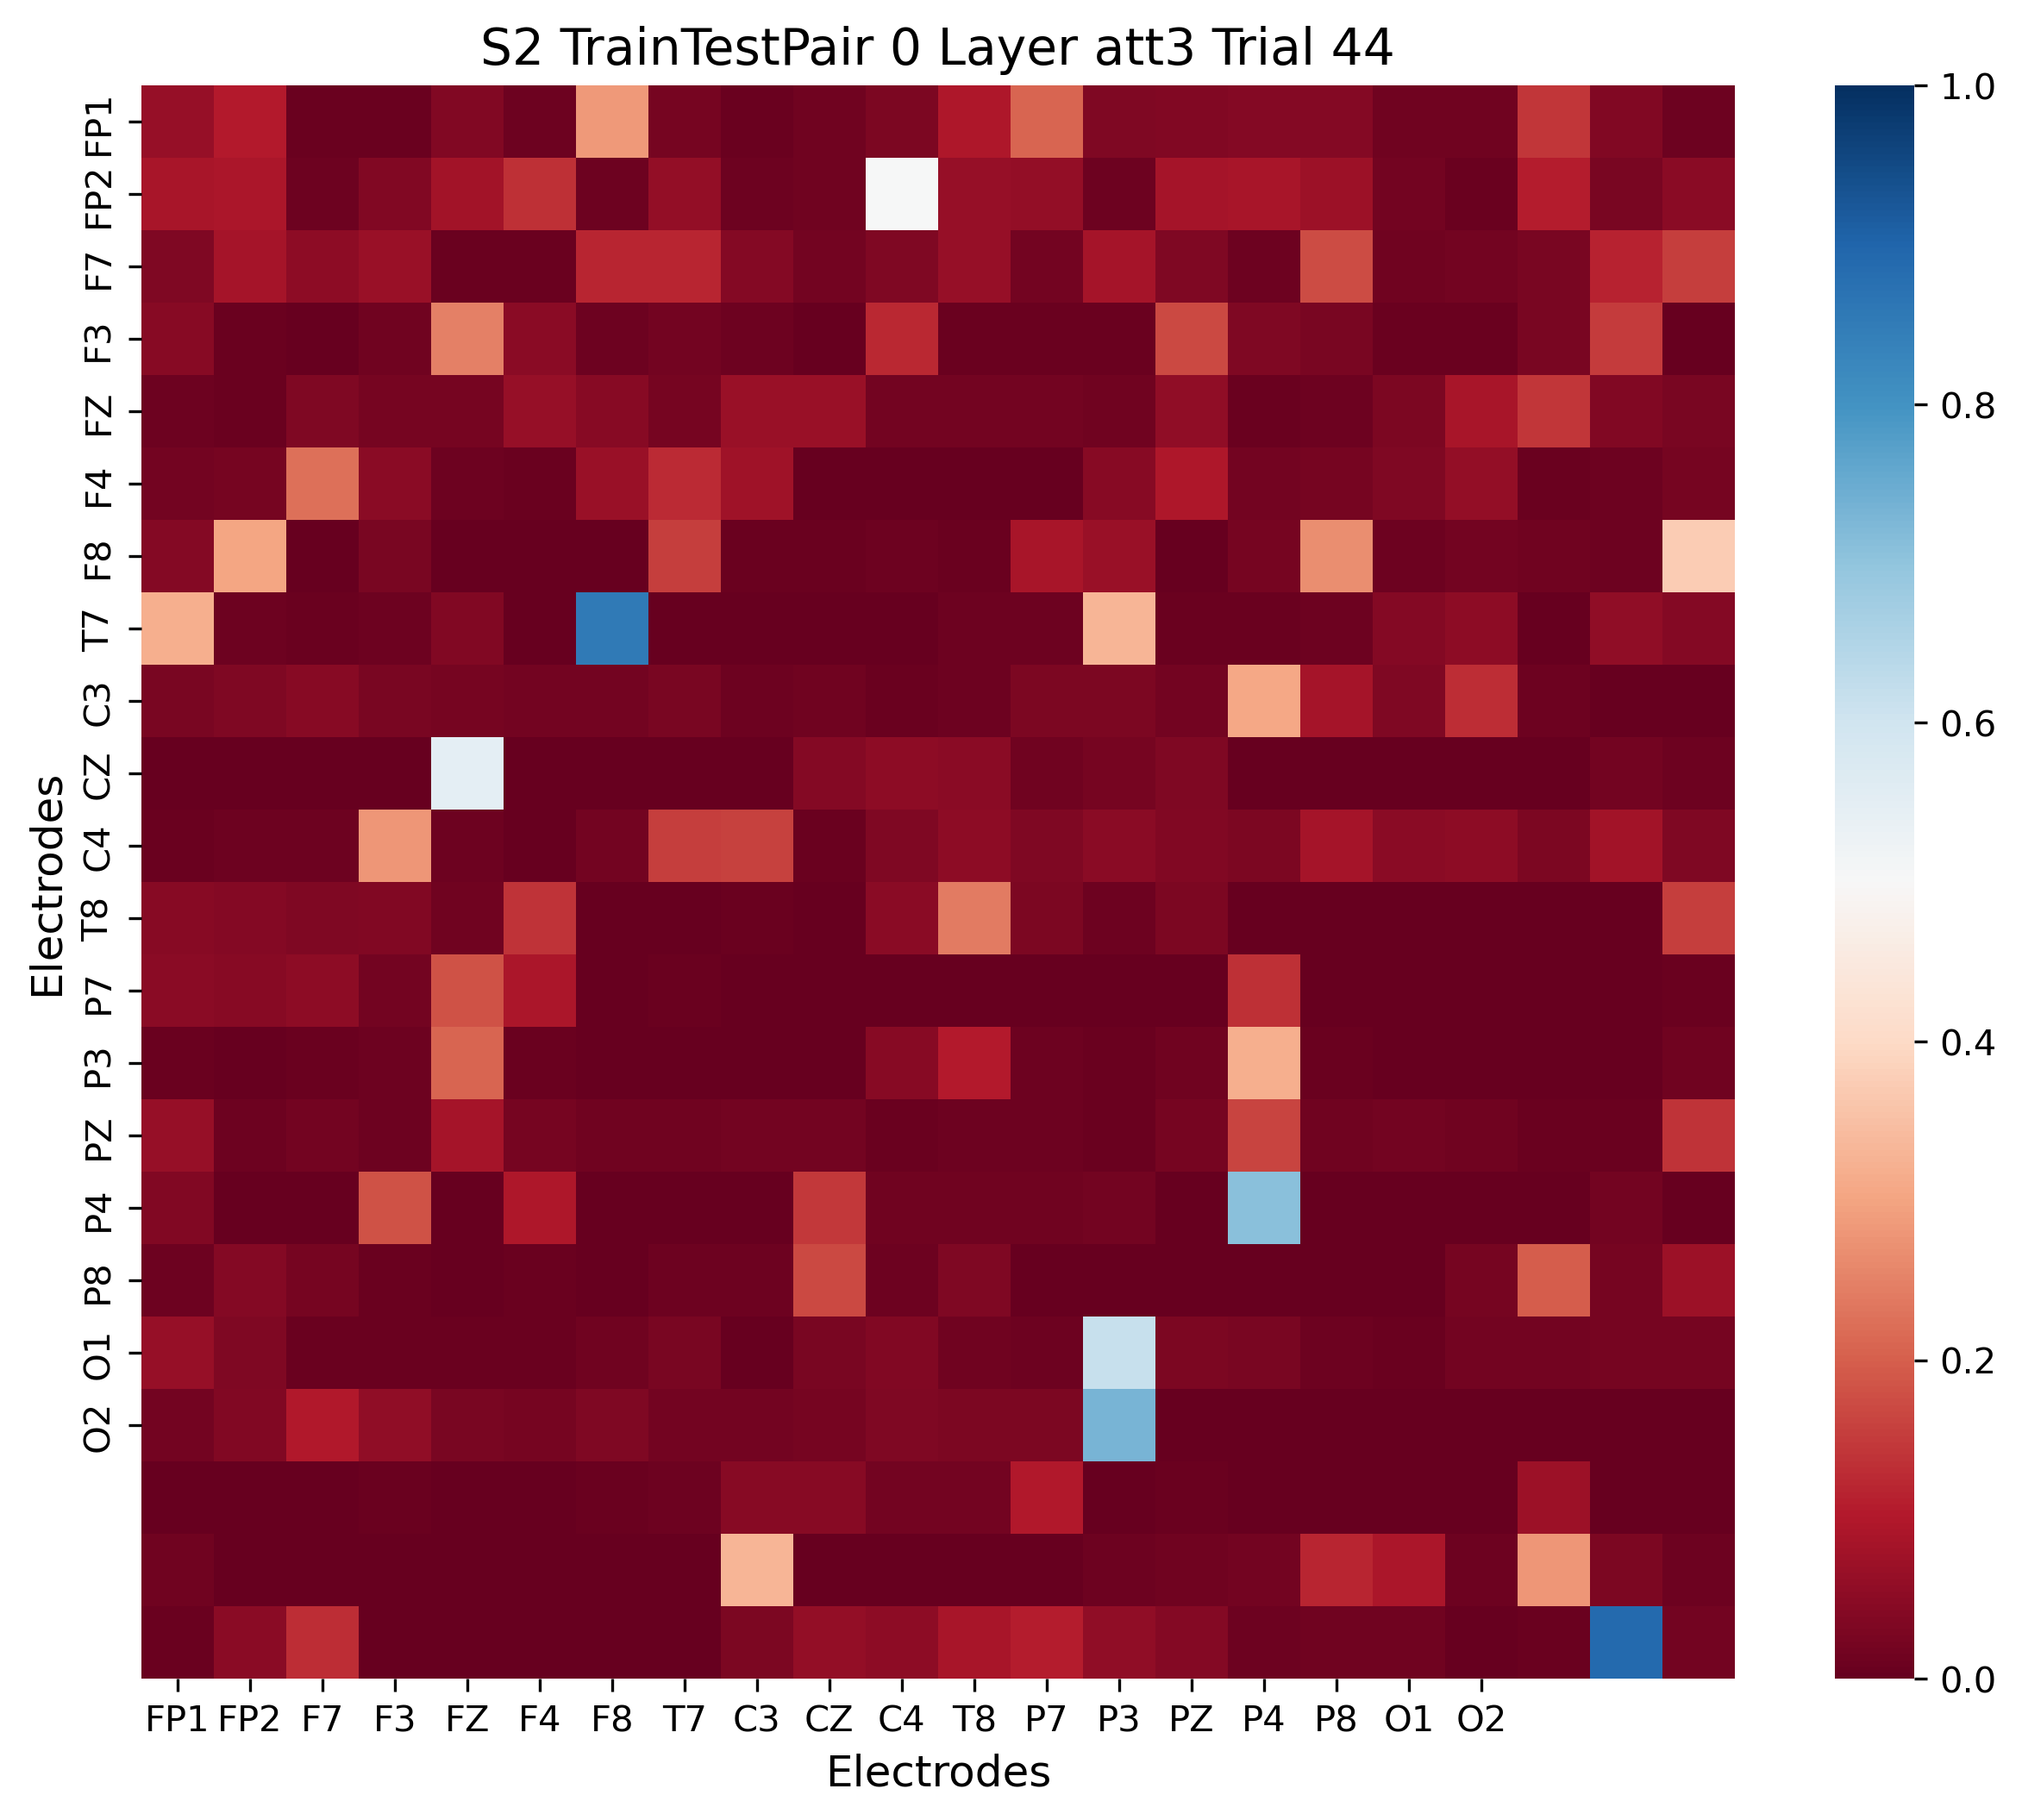 S2 TrainTestPair 0 Layer att3 Trial 44
Electrodes
FP1
FP2
F7
F3
FZ
F4
F8
T7
C3
CZ
C4
T8
P7
P3
PZ
P4
P8
O1
O2
1.0
0.8
0.6
0.4
0.2
0.0
FP1 FP2 F7 F3 FZ F4 F8 T7 C3 CZ C4 T8 P7 P3 PZ P4 P8 O1 O2
Electrodes